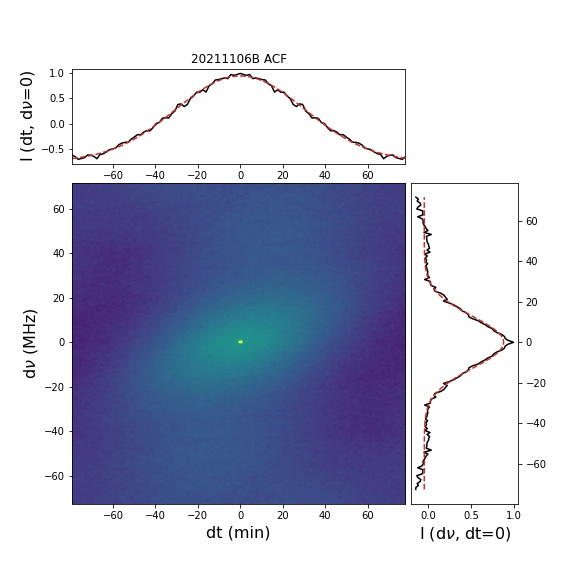 20211106B ACF
I (dt, dν=0)
1.0
0.5
0.0
−0.5
−60 −40 −20 0 20 40 60
dν (MHz)
60
40
20
0
−20
−40
−60
−60 −40 −20 0 20 40 60
dt (min)
60
40
20
0
−20
−40
−60
0.0 0.5 1.0
I (dν, dt=0)